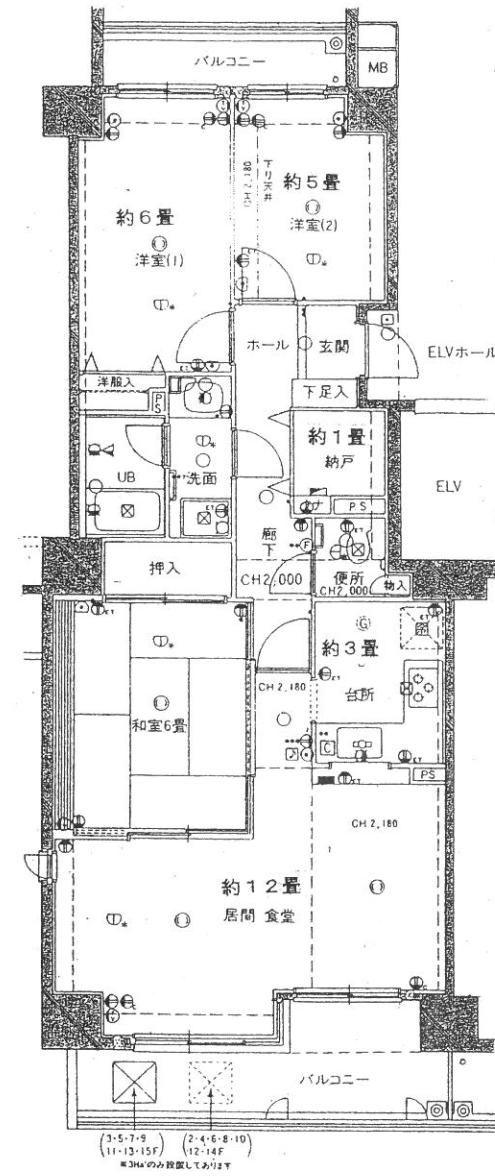 バルコニー
MB
下り天井
CH 2,180
約5畳
洋室(2)
約6畳
洋室(1)
ホール
玄関
ELVホール
洋服入
PS
下足入
約1畳
納戸
ELV
UB
洗面
PS
廊下
押入
CH2,000
便所
CH2,000
物入
約3畳
台所
CH 2,180
和室6畳
C
PS
CH 2,180
約12畳
居間 食堂
バルコニー
(3・5・7・9
11・13・15F)
(2・4・6・8・10
12・14F)